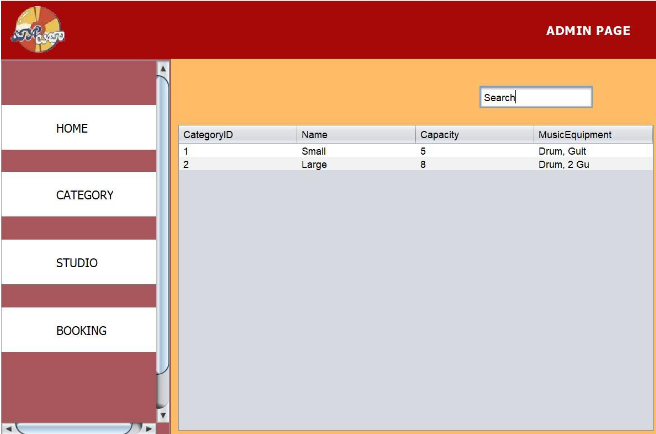 ADMIN PAGE
Search
HOME
CATEGORY
STUDIO
BOOKING
CategoryID Name Capacity MusicEquipment
1 Small 5 Drum, Guit
2 Large 8 Drum, 2 Gu